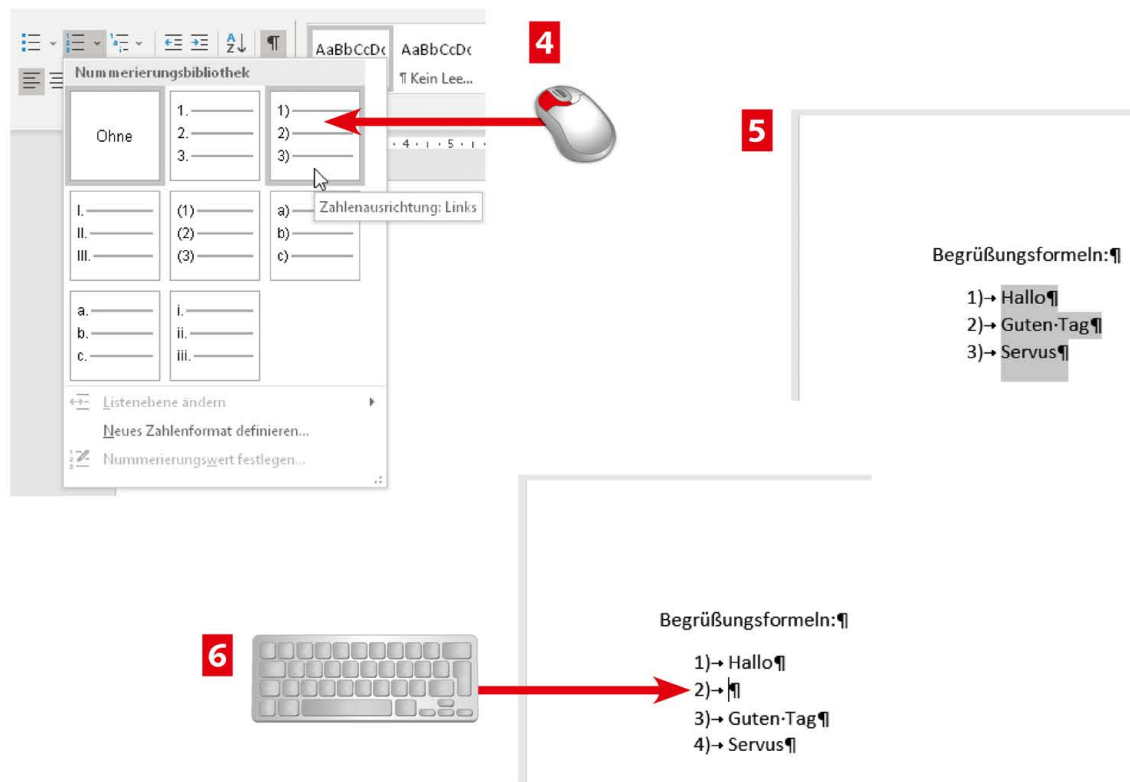 AaBbCcDc AaBbCcDc
¶ Kein Lee...
Nummerierungsbibliothek
Ohne
1.
2.
3.
1)
2)
3)
Zahlenausrichtung: Links
I.
II.
III.
(1)
(2)
(3)
a)
b)
c)
a.
b.
c.
i.
ii.
iii.
Listenebene ändern
Neues Zahlenformat definieren...
Nummerierungswert festlegen...
· 4 · ı · 5 · ı ·
4
5
Begrüßungsformeln:¶
1)→ Hallo¶
2)→ Guten·Tag¶
3)→ Servus¶
6
Begrüßungsformeln:¶
1)→ Hallo¶
2)→ ¶
3)→ Guten·Tag¶
4)→ Servus¶